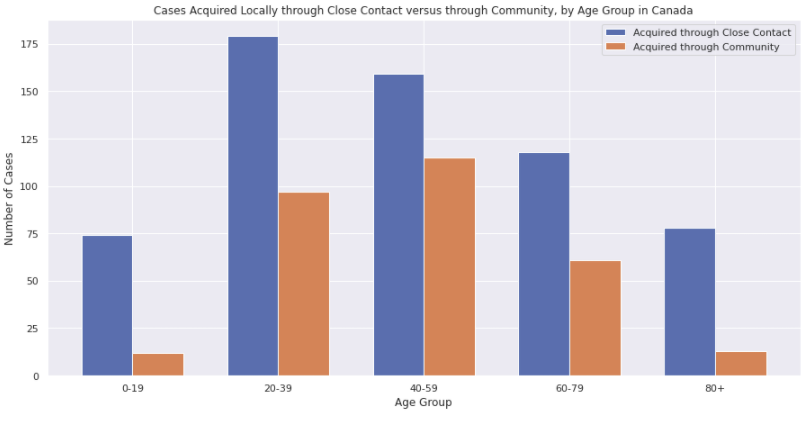 Cases Acquired Locally through Close Contact versus through Community, by Age Group in Canada
Acquired through Close Contact
Acquired through Community
Number of Cases
175
150
125
100
75
50
25
0
0-19
20-39
40-59
60-79
80+
Age Group